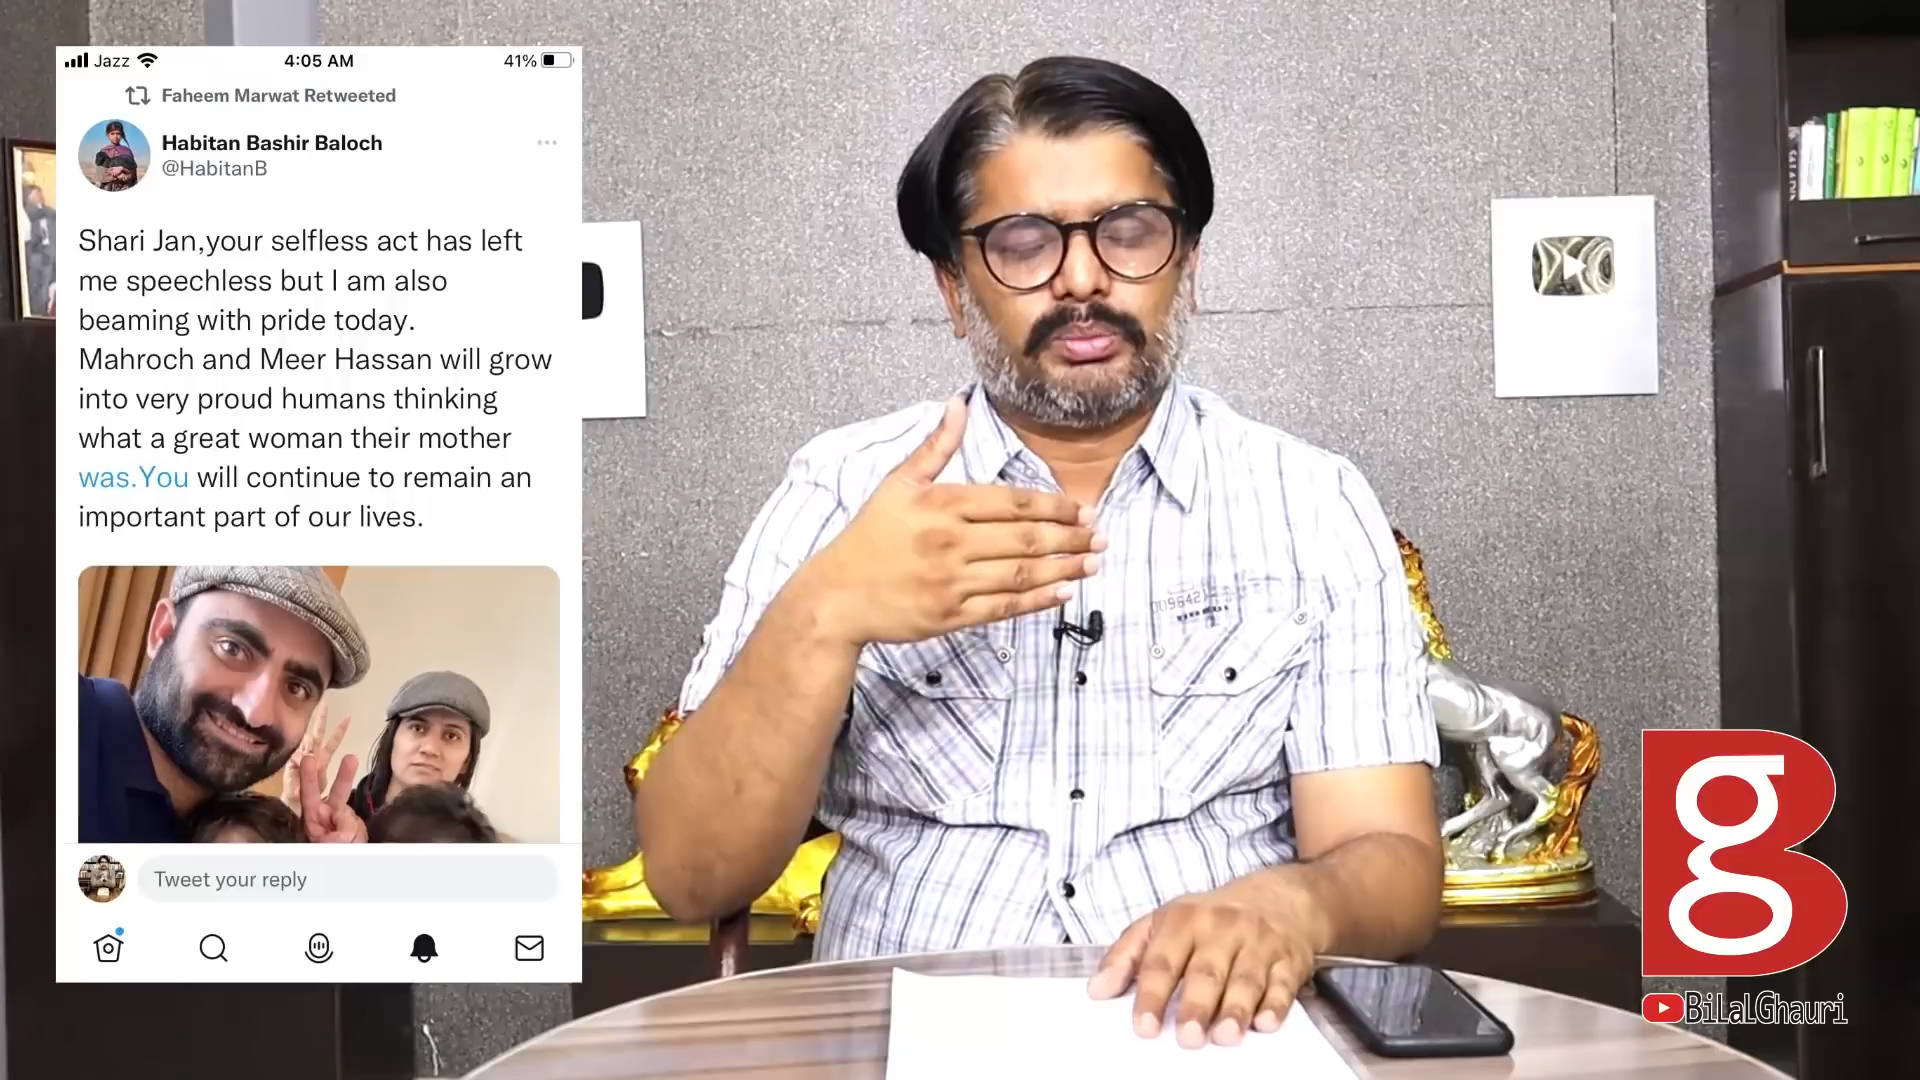 Jazz 4:05 AM 41%
Faheem Marwat Retweeted
Habitan Bashir Baloch
@HabitanB
Shari Jan,your selfless act has left
me speechless but I am also
beaming with pride today.
Mahroch and Meer Hassan will grow
into very proud humans thinking
what a great woman their mother
was.You will continue to remain an
important part of our lives.
Tweet your reply
gB
BiLaLGhauri